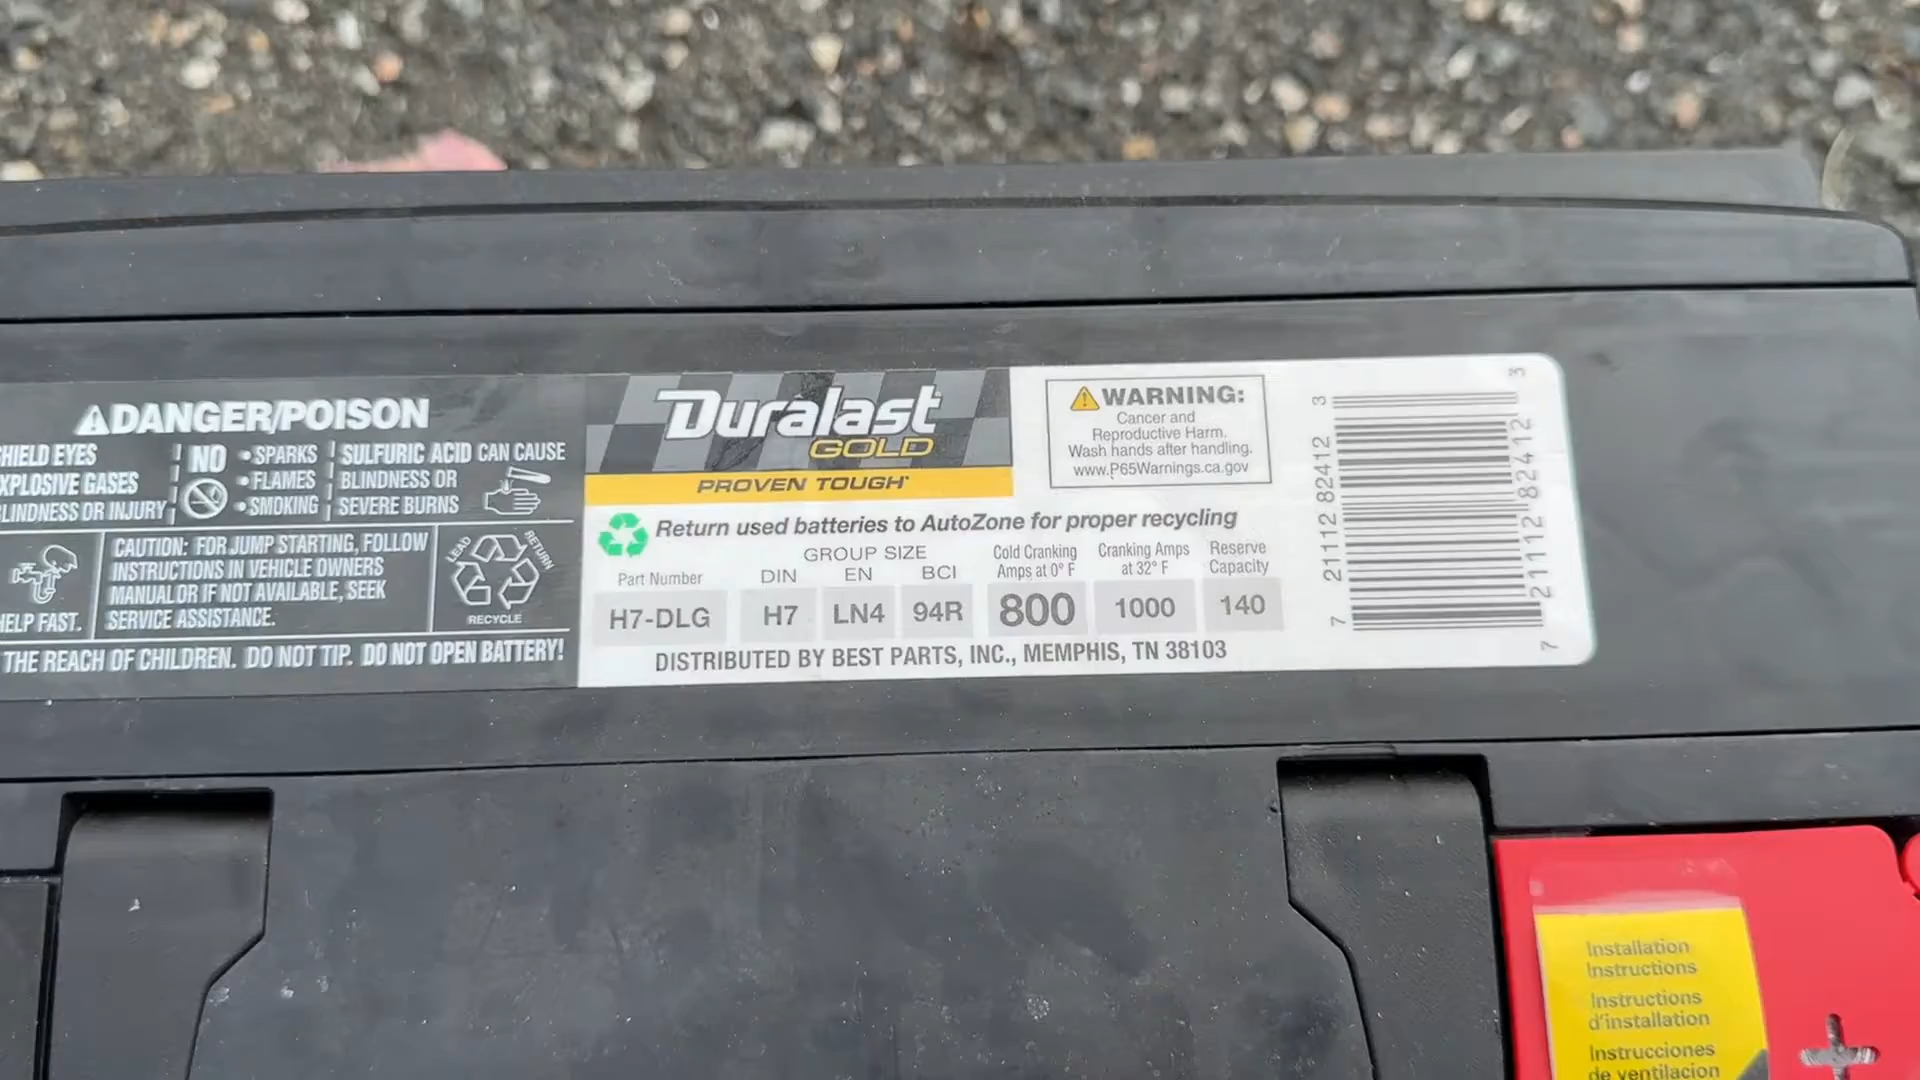 DANGER/POISON
SHIELD EYES
EXPLOSIVE GASES
BLINDNESS OR INJURY
NO
• SPARKS
• FLAMES
• SMOKING
SULFURIC ACID CAN CAUSE
BLINDNESS OR
SEVERE BURNS
HELP FAST.
CAUTION: FOR JUMP STARTING, FOLLOW
INSTRUCTIONS IN VEHICLE OWNERS
MANUAL OR IF NOT AVAILABLE, SEEK
SERVICE ASSISTANCE.
LEAD
RETURN
RECYCLE
THE REACH OF CHILDREN. DO NOT TIP. DO NOT OPEN BATTERY!
Duralast
GOLD
PROVEN TOUGH
WARNING:
Cancer and
Reproductive Harm.
Wash hands after handling.
www.P65Warnings.ca.gov
Return used batteries to AutoZone for proper recycling
GROUP SIZE
Part Number DIN EN BCI Cold Cranking Amps at 0° F Cranking Amps at 32° F Reserve Capacity
H7-DLG H7 LN4 94R 800 1000 140
DISTRIBUTED BY BEST PARTS, INC., MEMPHIS, TN 38103
7 21112 82412 3
7 21112 82412 3
Installation
Instructions
Instructions
d'installation
Instrucciones
de ventilacion
+